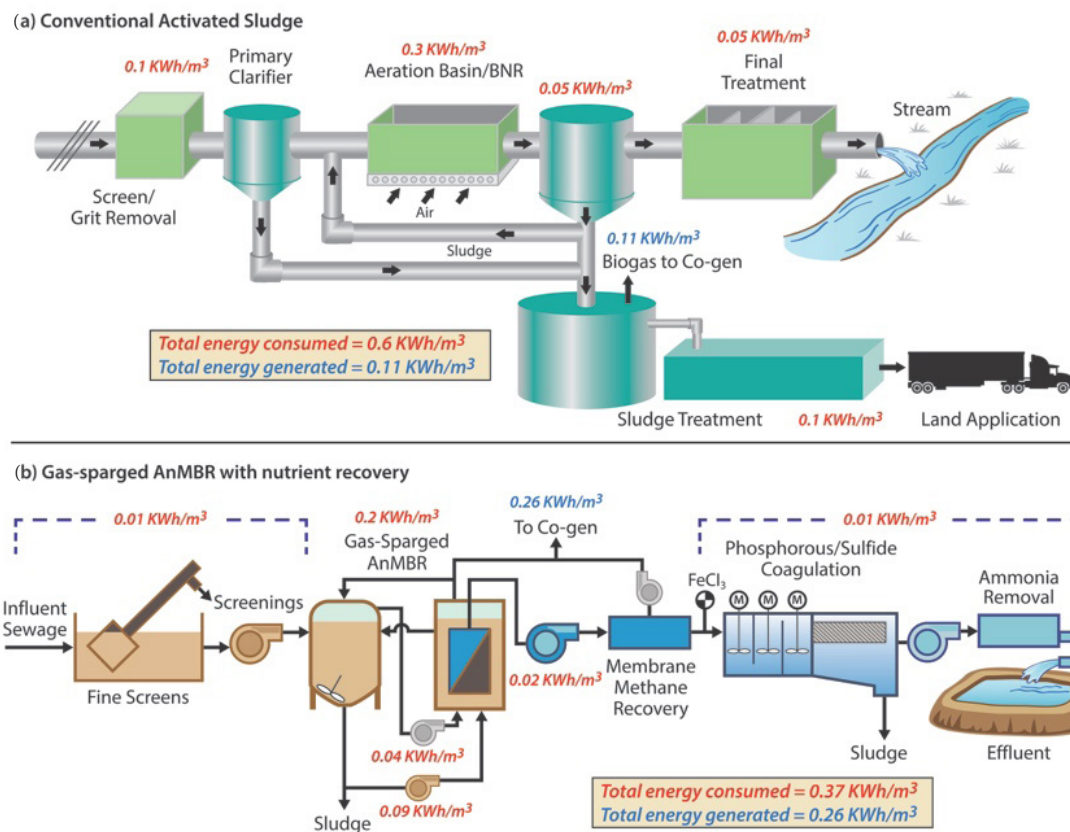 (a) Conventional Activated Sludge
0.1 KWh/m³
Primary
Clarifier
0.3 KWh/m³
Aeration Basin/BNR
0.05 KWh/m³
0.05 KWh/m³
Final
Treatment
Stream
Screen/
Grit Removal
Air
Sludge
0.11 KWh/m³
Biogas to Co-gen
Total energy consumed = 0.6 KWh/m³
Total energy generated = 0.11 KWh/m³
Sludge Treatment
0.1 KWh/m³
Land Application
(b) Gas-sparged AnMBR with nutrient recovery
0.01 KWh/m³
0.2 KWh/m³
Gas-Sparged
AnMBR
0.26 KWh/m³
To Co-gen
0.01 KWh/m³
Phosphorous/Sulfide
Coagulation
FeCl₃
M
M
M
Ammonia
Removal
Influent
Sewage
Screenings
Fine Screens
0.02 KWh/m³
Membrane
Methane
Recovery
0.04 KWh/m³
0.09 KWh/m³
Sludge
Sludge
Effluent
Total energy consumed = 0.37 KWh/m³
Total energy generated = 0.26 KWh/m³